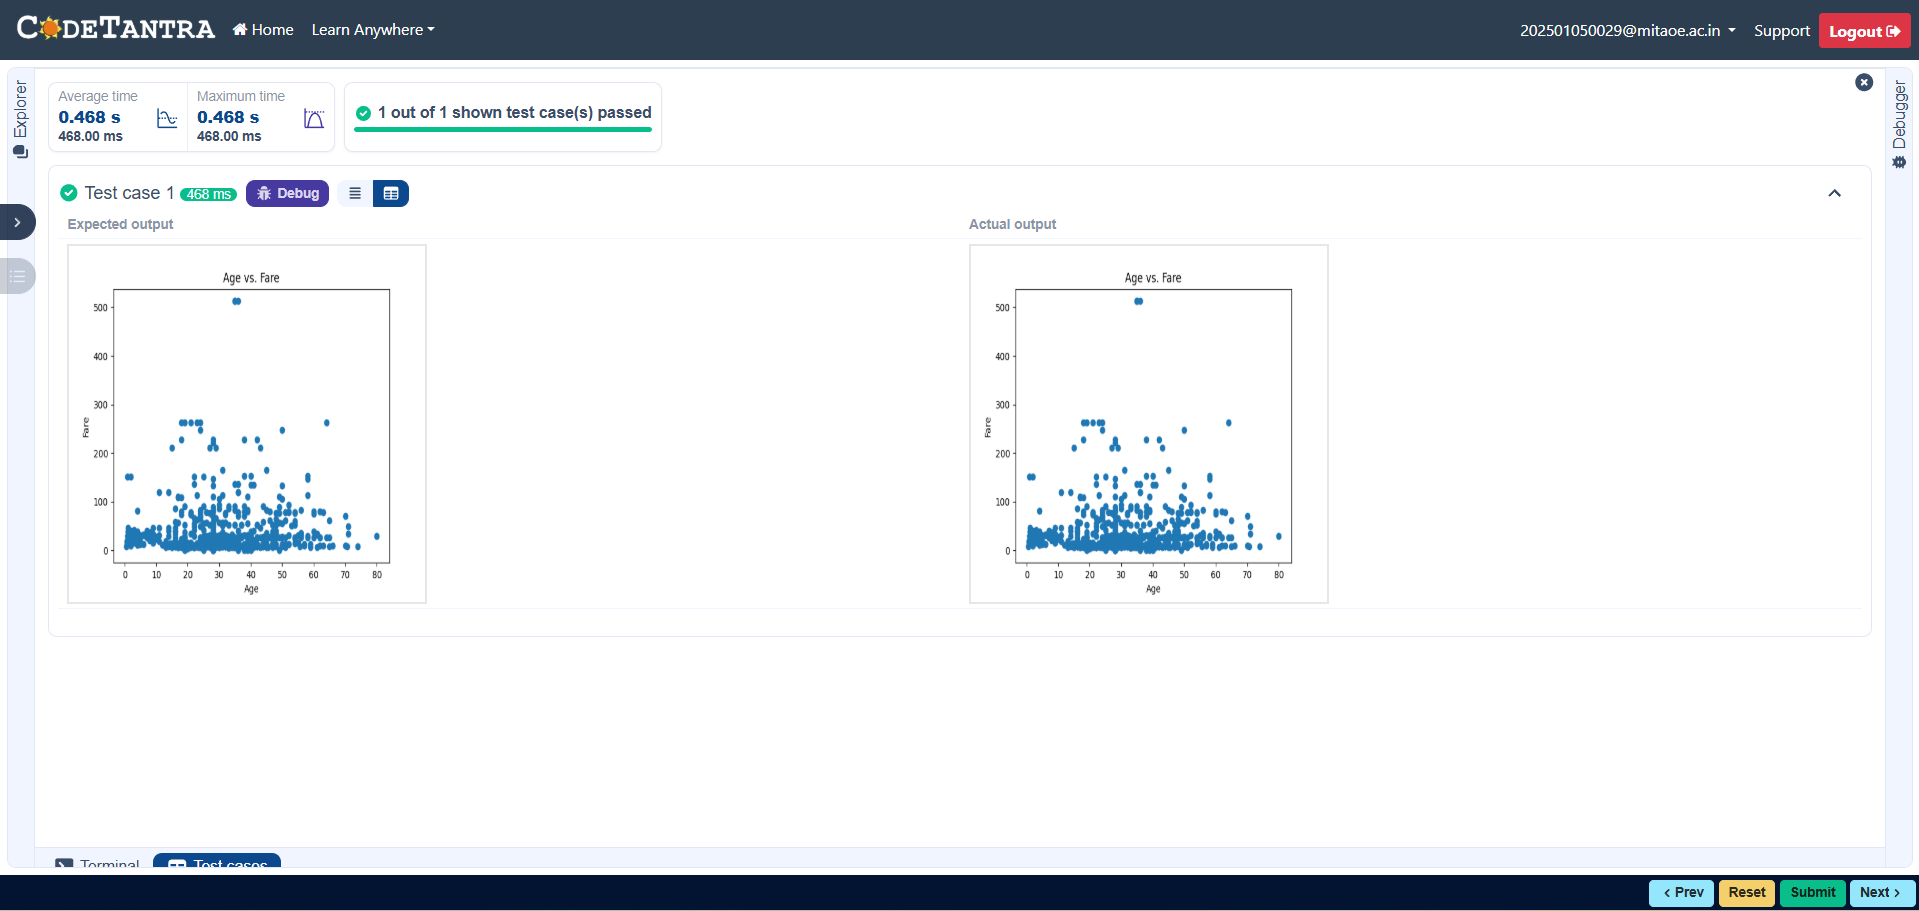 CODETANTRA Home Learn Anywhere 202501050029@mitaoe.ac.in Support Logout
Explorer
Debugger
Average time
0.468 s
468.00 ms
Maximum time
0.468 s
468.00 ms
1 out of 1 shown test case(s) passed
Test case 1 468 ms Debug
Expected output
Age vs. Fare
500
400
300
200
100
0
Fare
0 10 20 30 40 50 60 70 80
Age
Actual output
Age vs. Fare
500
400
300
200
100
0
Fare
0 10 20 30 40 50 60 70 80
Age
Terminal Test cases
Prev Reset Submit Next